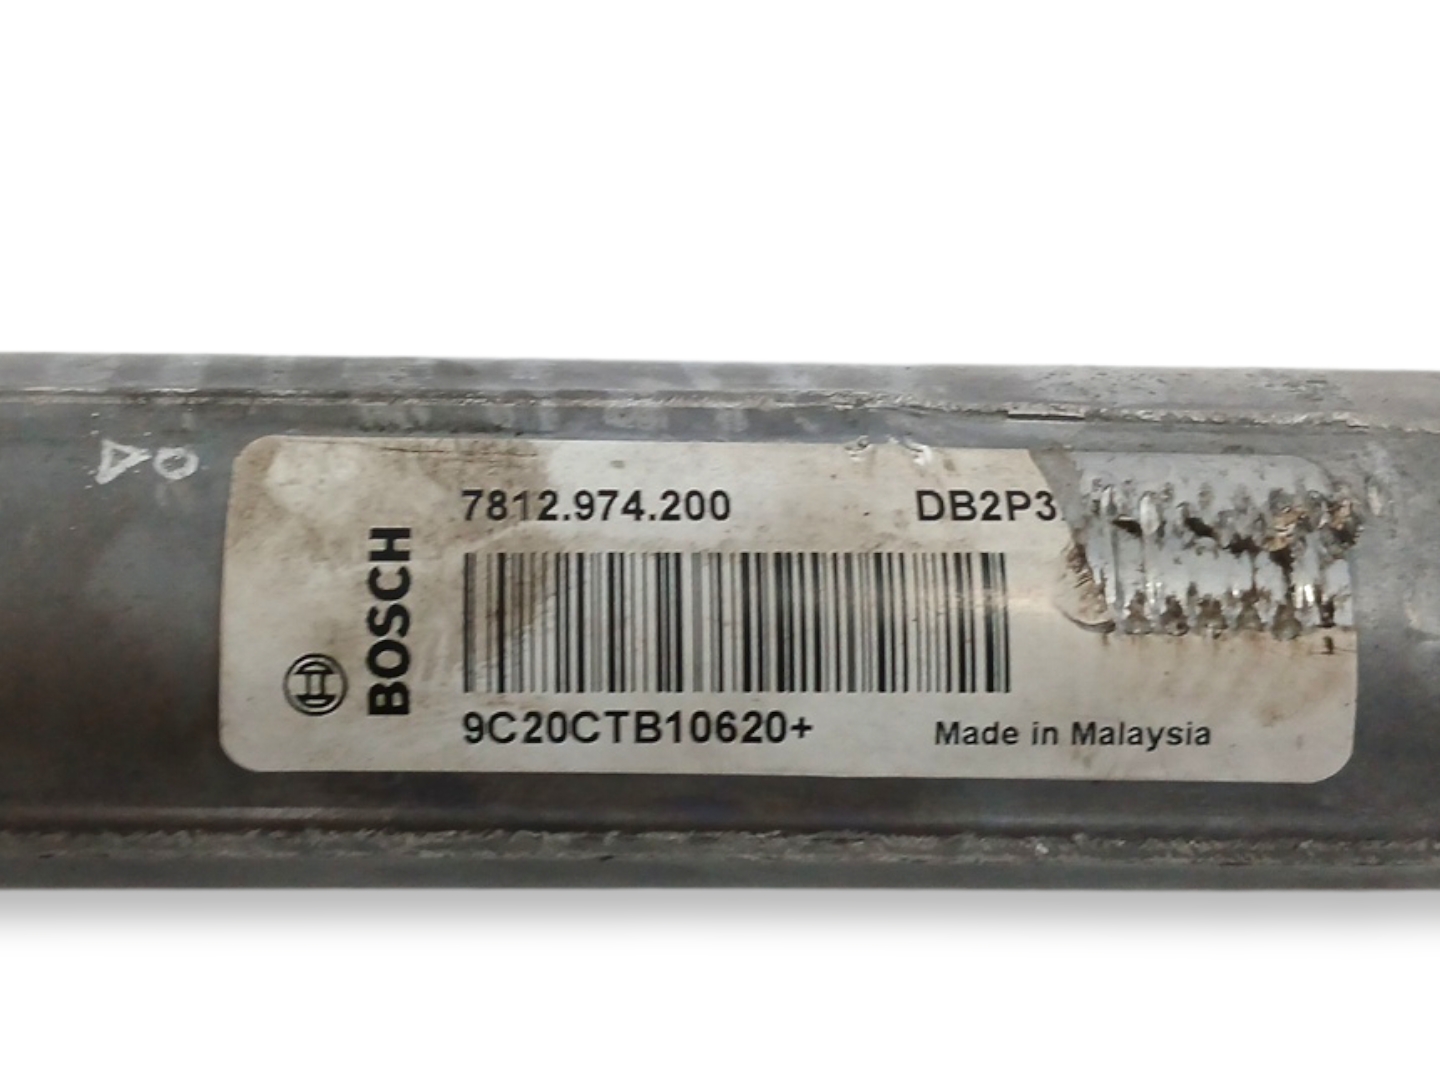 7812.974.200 DB2P3
BOSCH
9C20CTB10620+ Made in Malaysia